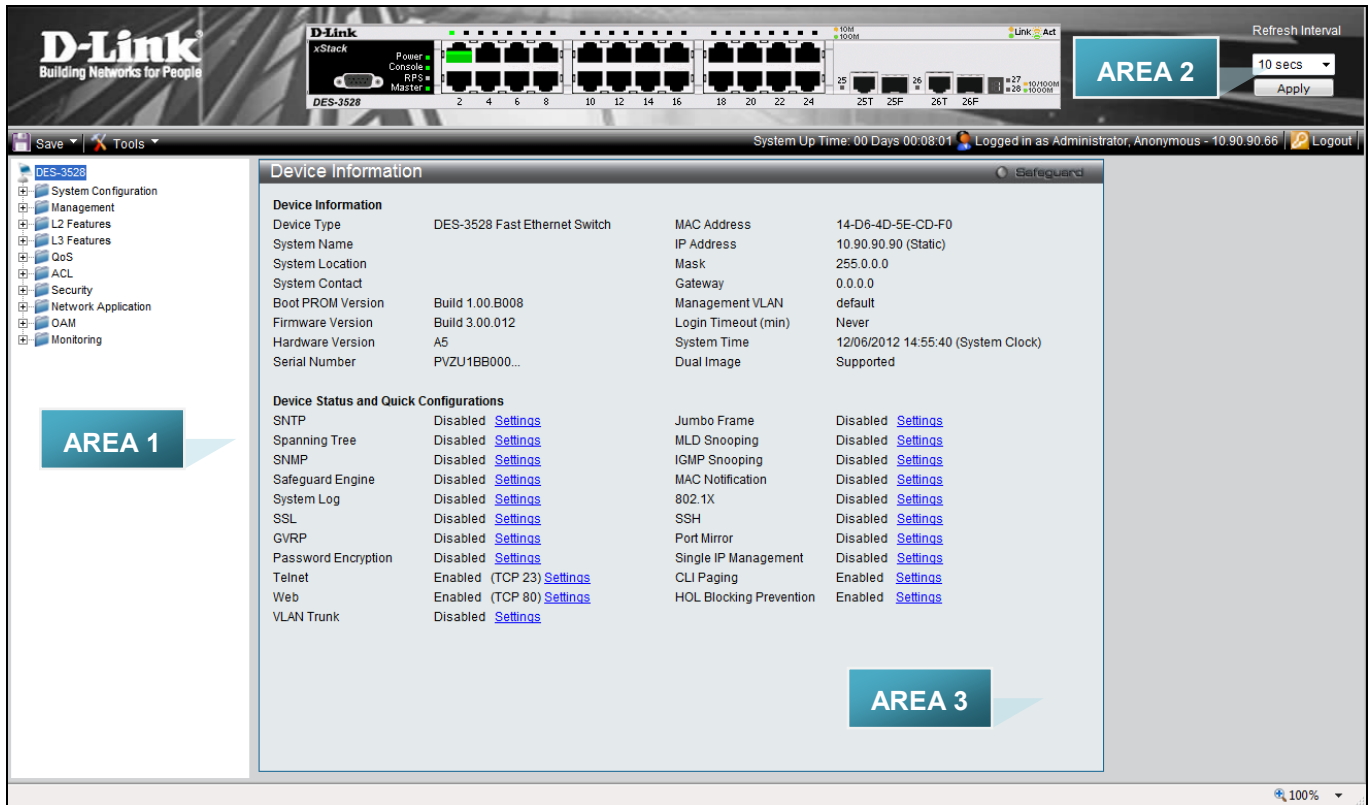 D-Link
Building Networks for People
D-Link
xStack
Power
Console
RPS
Master
DES-3528
2 4 6 8 10 12 14 16 18 20 22 24
10M
100M
Link Act
25 26 27 10/100M
28 1000M
25T 25F 26T 26F
AREA 2
Refresh Interval
10 secs
Apply
Save Tools System Up Time: 00 Days 00:08:01 Logged in as Administrator, Anonymous - 10.90.90.66 Logout
DES-3528
System Configuration
Management
L2 Features
L3 Features
QoS
ACL
Security
Network Application
OAM
Monitoring
AREA 1
Device Information Safeguard
Device Information
Device Type DES-3528 Fast Ethernet Switch MAC Address 14-D6-4D-5E-CD-F0
System Name IP Address 10.90.90.90 (Static)
System Location Mask 255.0.0.0
System Contact Gateway 0.0.0.0
Boot PROM Version Build 1.00.B008 Management VLAN default
Firmware Version Build 3.00.012 Login Timeout (min) Never
Hardware Version A5 System Time 12/06/2012 14:55:40 (System Clock)
Serial Number PVZU1BB000... Dual Image Supported
Device Status and Quick Configurations
SNTP Disabled Settings Jumbo Frame Disabled Settings
Spanning Tree Disabled Settings MLD Snooping Disabled Settings
SNMP Disabled Settings IGMP Snooping Disabled Settings
Safeguard Engine Disabled Settings MAC Notification Disabled Settings
System Log Disabled Settings 802.1X Disabled Settings
SSL Disabled Settings SSH Disabled Settings
GVRP Disabled Settings Port Mirror Disabled Settings
Password Encryption Disabled Settings Single IP Management Disabled Settings
Telnet Enabled (TCP 23) Settings CLI Paging Enabled Settings
Web Enabled (TCP 80) Settings HOL Blocking Prevention Enabled Settings
VLAN Trunk Disabled Settings
AREA 3
100%